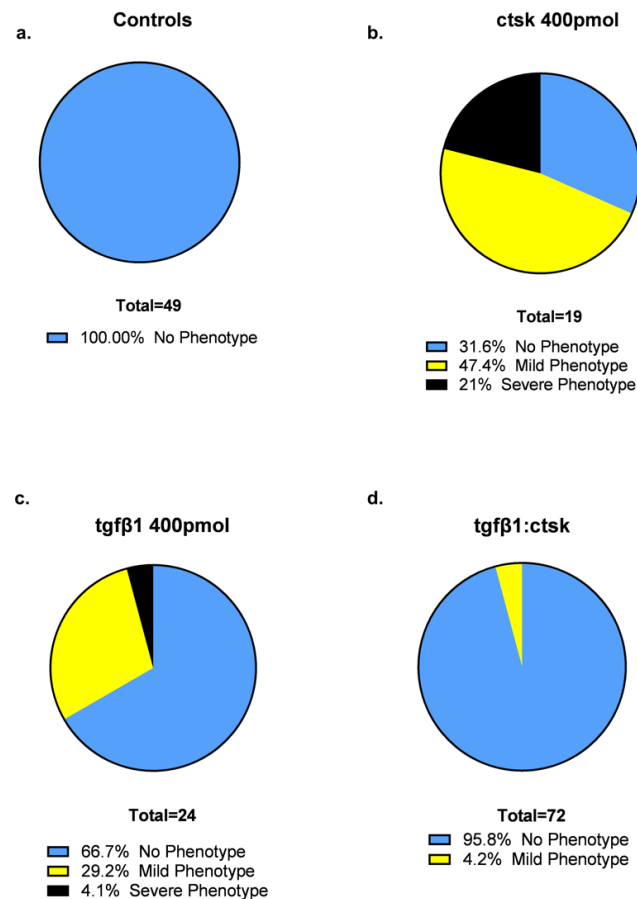 a.
Controls
Total=49
100.00% No Phenotype
b.
ctsk 400pmol
Total=19
31.6% No Phenotype
47.4% Mild Phenotype
21% Severe Phenotype
c.
tgfβ1 400pmol
Total=24
66.7% No Phenotype
29.2% Mild Phenotype
4.1% Severe Phenotype
d.
tgfβ1:ctsk
Total=72
95.8% No Phenotype
4.2% Mild Phenotype